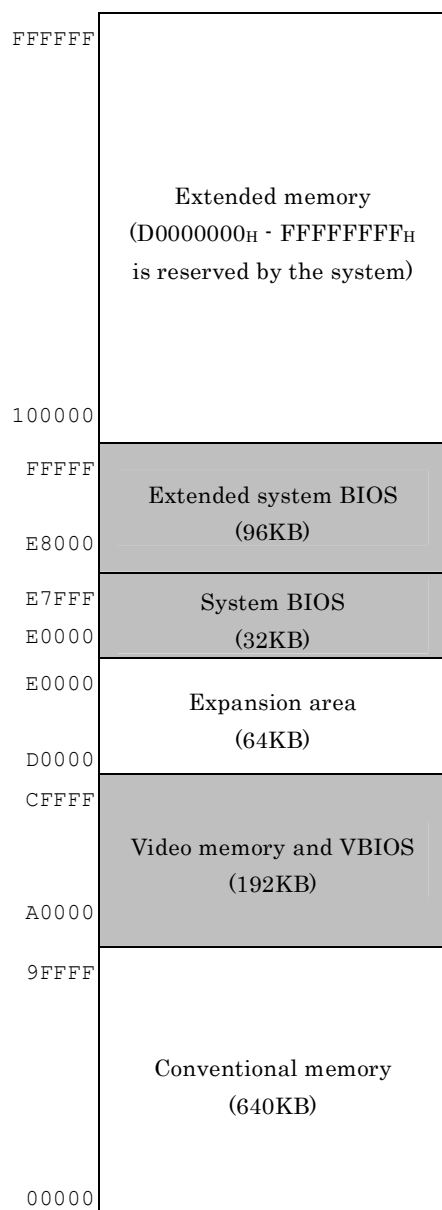 FFFFFF
Extended memory
(D0000000H - FFFFFFFFH
is reserved by the system)
100000
FFFFF
Extended system BIOS
(96KB)
E8000
E7FFF
System BIOS
E0000
(32KB)
E0000
Expansion area
(64KB)
D0000
CFFFF
Video memory and VBIOS
(192KB)
A0000
9FFFF
Conventional memory
(640KB)
00000